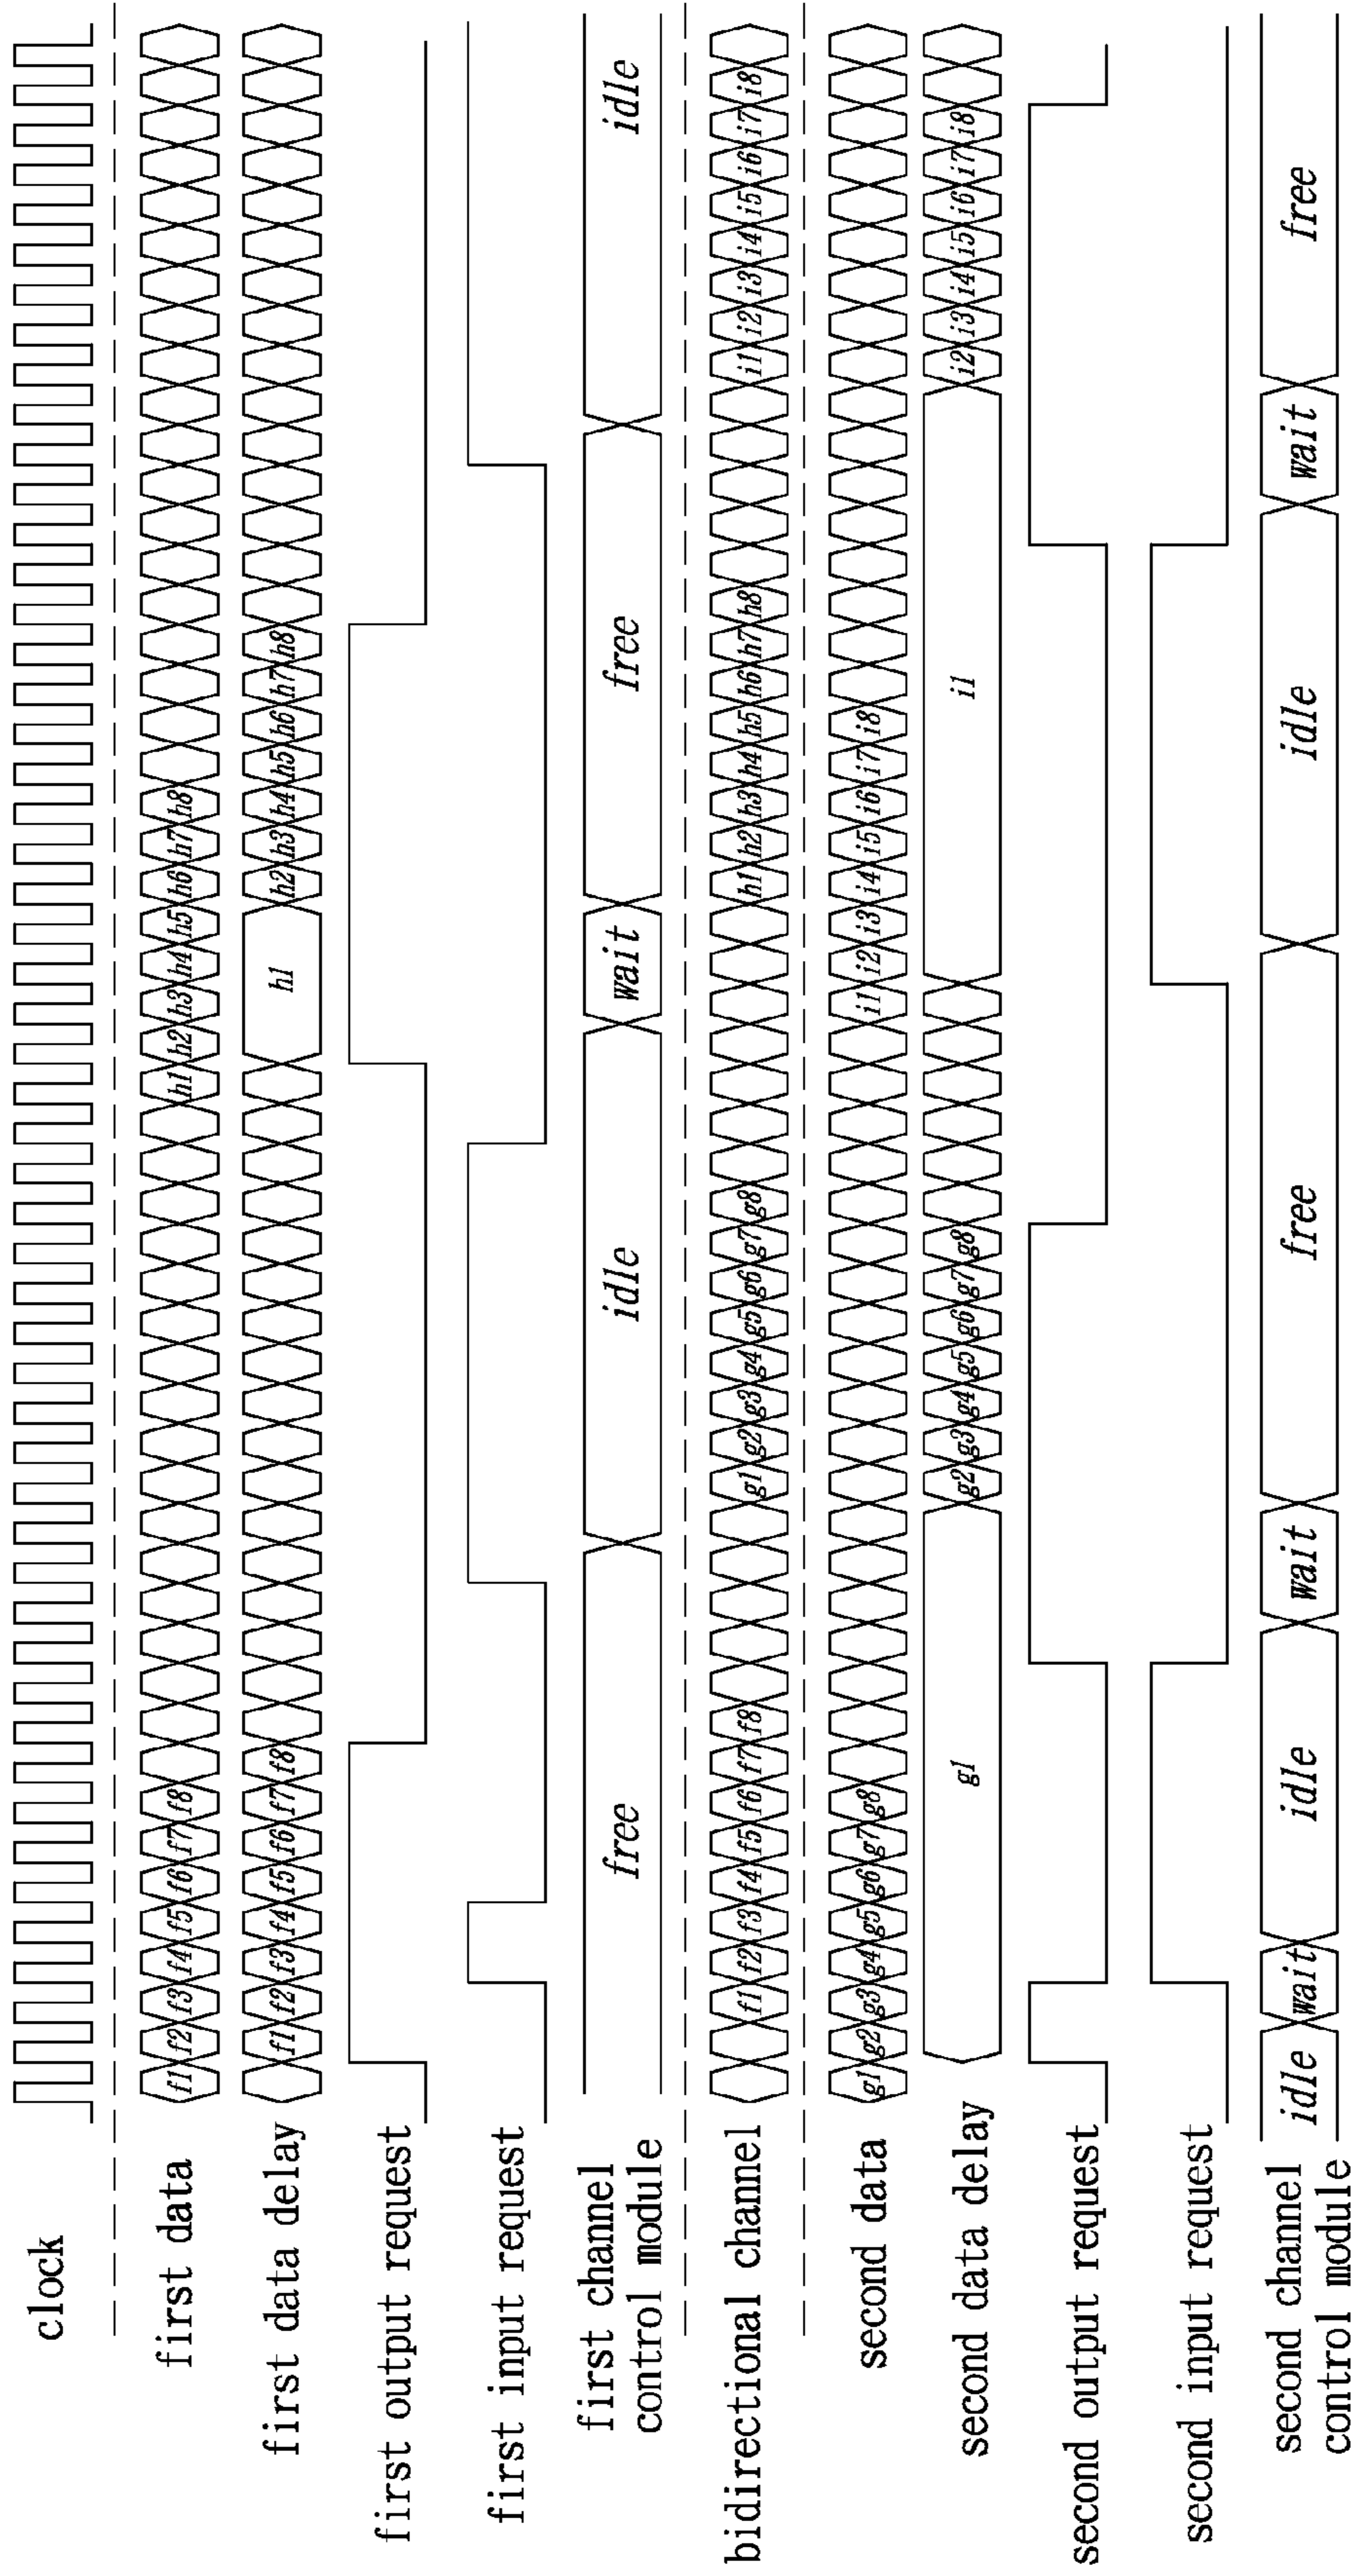 clock
first data
f1 f2 f3 f4 f5 f6 f7 f8 h1 h2 h3 h4 h5 h6 h7 h8
first data delay
f1 f2 f3 f4 f5 f6 f7 f8 h1 h2 h3 h4 h5 h6 h7 h8
first output request
first input request
first channel
control module
free idle wait free idle
bidirectional channel
f1 f2 f3 f4 f5 f6 f7 f8 g1 g2 g3 g4 g5 g6 g7 g8 h1 h2 h3 h4 h5 h6 h7 h8 i1 i2 i3 i4 i5 i6 i7 i8
second data
g1 g2 g3 g4 g5 g6 g7 g8 i1 i2 i3 i4 i5 i6 i7 i8
second data delay
g1 g2 g3 g4 g5 g6 g7 g8 i1 i2 i3 i4 i5 i6 i7 i8
second output request
second input request
second channel
control module
idle wait idle wait free idle wait free